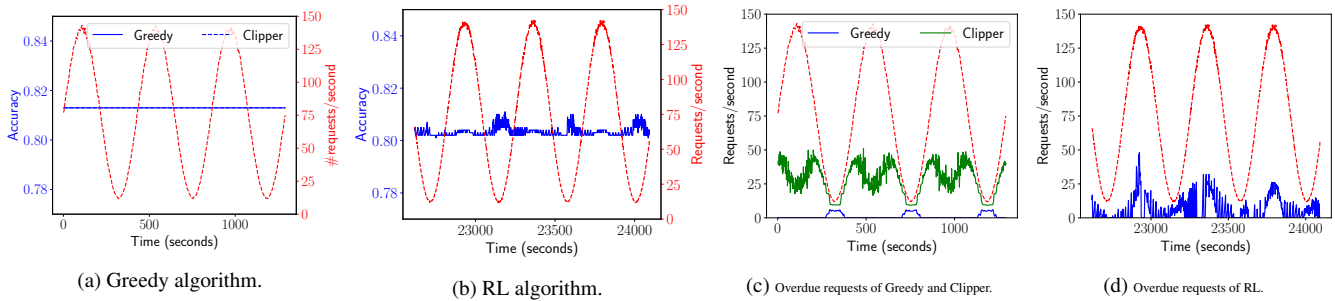 0.84
0.82
0.80
0.78
Accuracy
Greedy
Clipper
150
125
100
75
50
25
0
#requests/second
0
500
1000
Time (seconds)
(a) Greedy algorithm.
0.84
0.82
0.80
0.78
Accuracy
150
125
100
75
50
25
0
Requests/second
23000
23500
24000
Time (seconds)
(b) RL algorithm.
150
125
100
75
50
25
0
Requests/second
Greedy
Clipper
0
500
1000
Time (seconds)
(c) Overdue requests of Greedy and Clipper.
150
125
100
75
50
25
0
Requests/second
23000
23500
24000
Time (seconds)
(d) Overdue requests of RL.